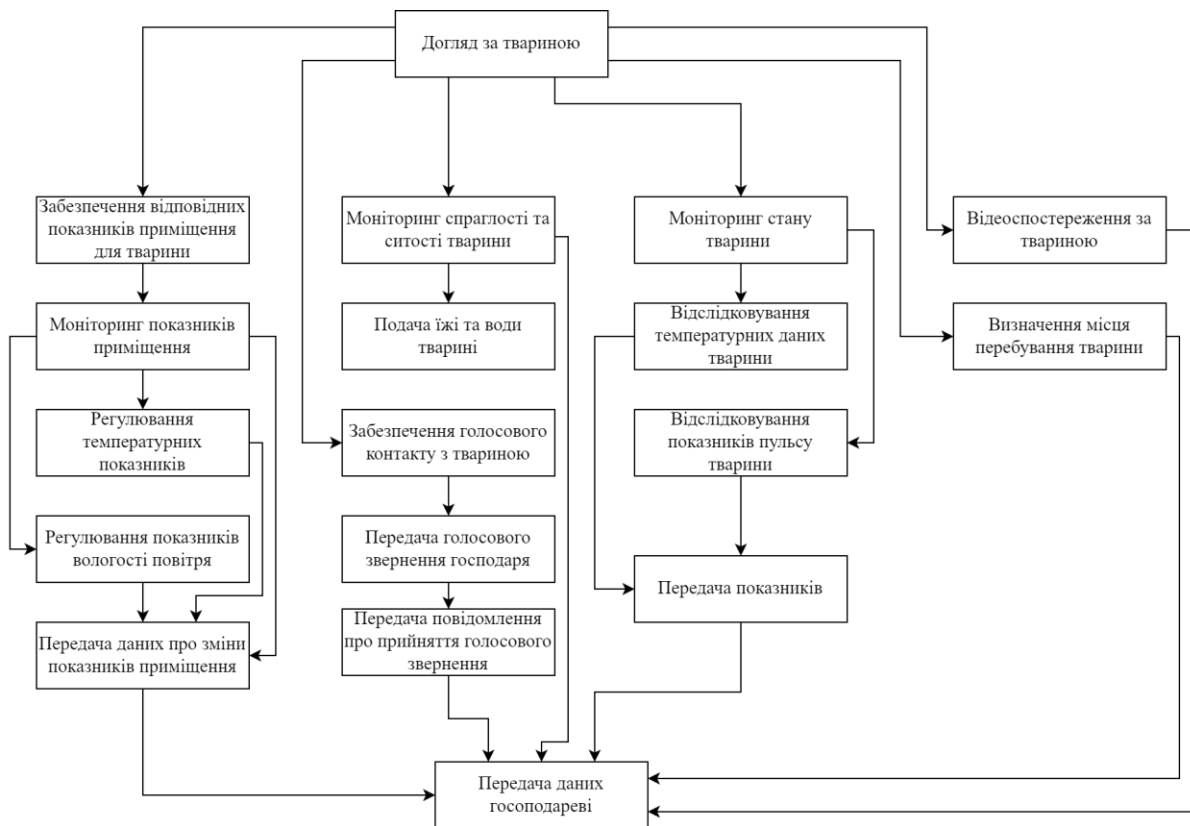 Догляд за твариною
Забезпечення відповідних
показників приміщення
для тварини
Моніторинг спраглості та
ситості тварини
Моніторинг стану
тварини
Відеоспостереження за
твариною
Моніторинг показників
приміщення
Подача їжі та води
тварині
Відслідковування
температурних даних
тварини
Визначення місця
перебування тварини
Регулювання
температурних
показників
Забезпечення голосового
контакту з твариною
Відслідковування
показників пульсу
тварини
Регулювання показників
вологості повітря
Передача голосового
звернення господаря
Передача показників
Передача даних про зміни
показників приміщення
Передача повідомлення
про прийняття голосового
звернення
Передача даних
госоподареві